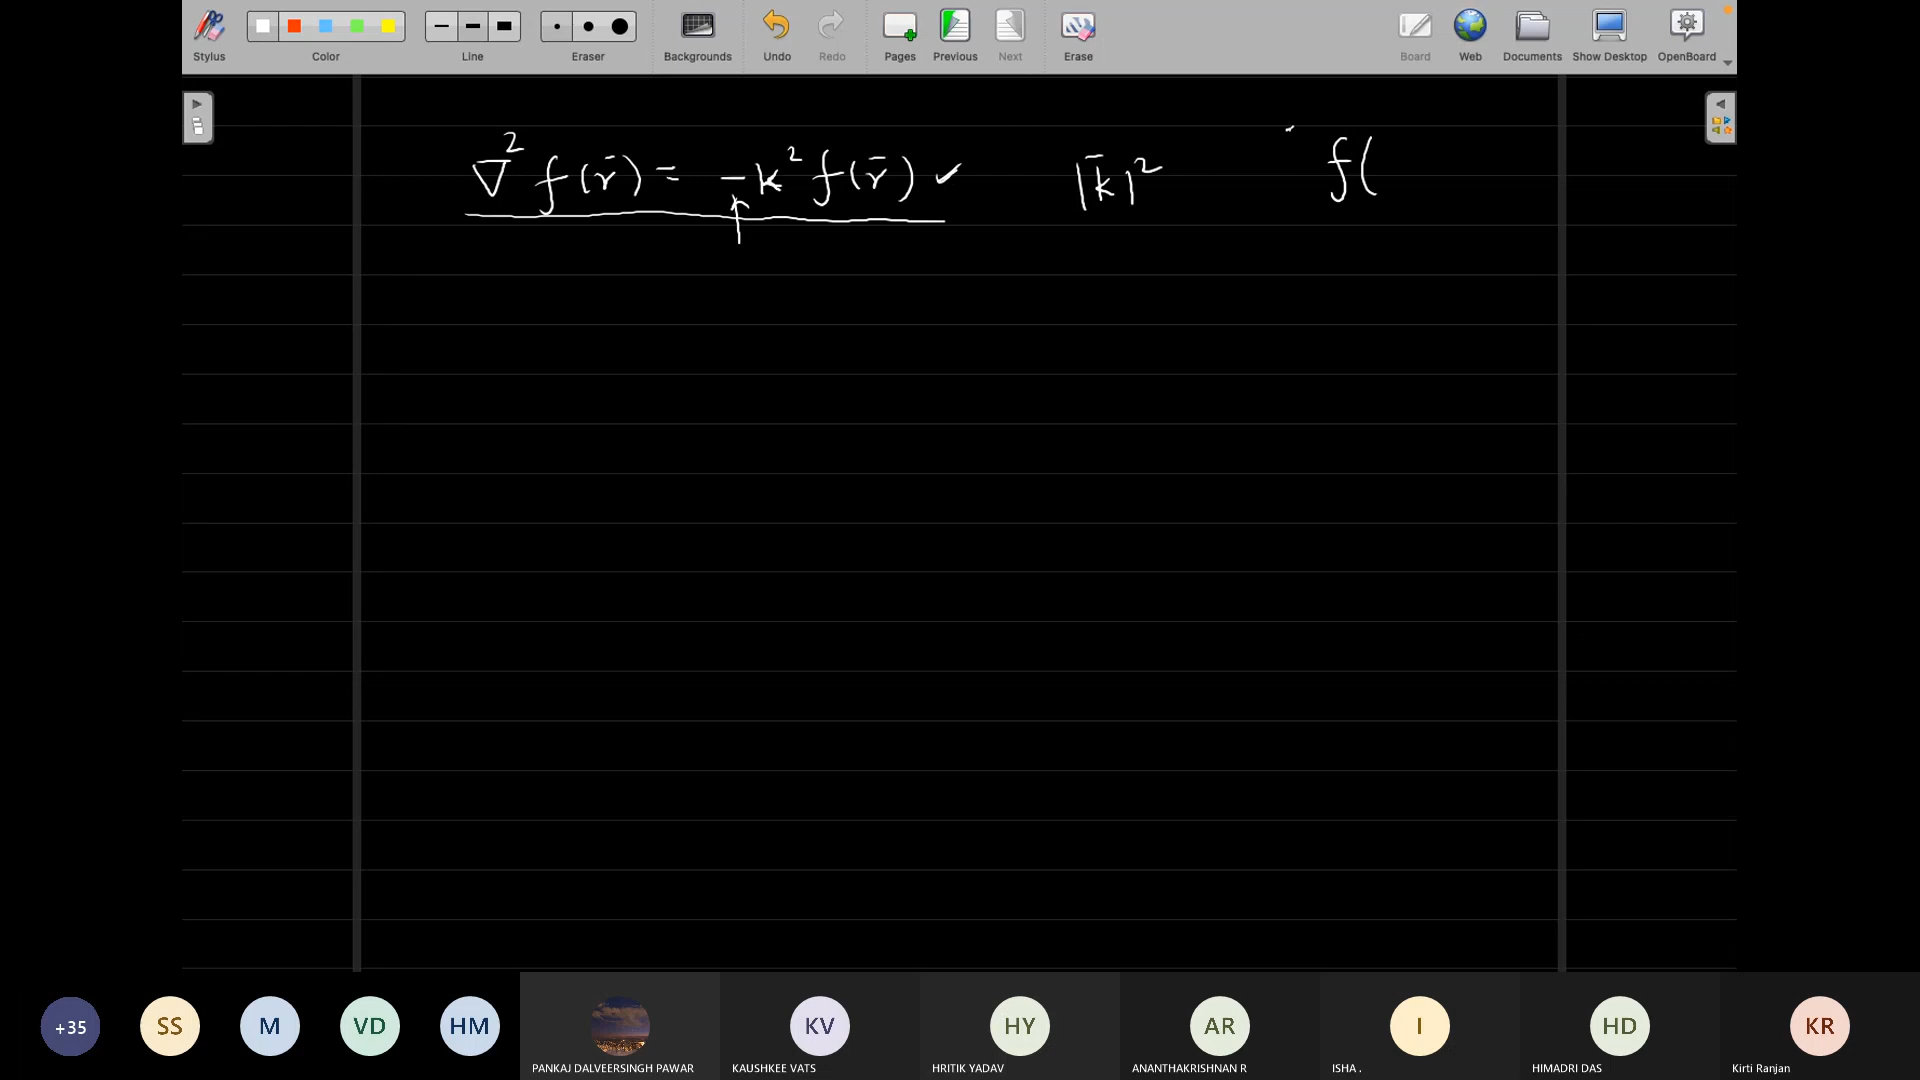 Stylus Color Line Eraser Backgrounds Undo Redo Pages Previous Next Erase Board Web Documents Show Desktop OpenBoard
∇² f(r̄) = -k² f(r̄) ✓ |k̄|² f(
↑
+35 SS M VD HM KV HY AR I HD KR
PANKAJ DALVEERSINGH PAWAR KAUSHKEE VATS HRITIK YADAV ANANTHAKRISHNAN R ISHA . HIMADRI DAS Kirti Ranjan